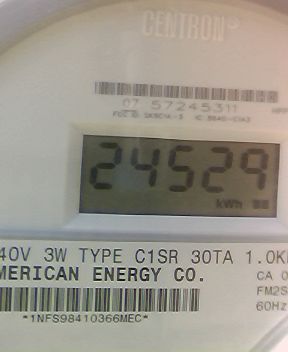 CENTRON®
07 57245311
24529
kWh
40V 3W TYPE C1SR 30TA 1.0K
MERICAN ENERGY CO.
CA 0
FM2S
60Hz
*1NFS98410366MEC*